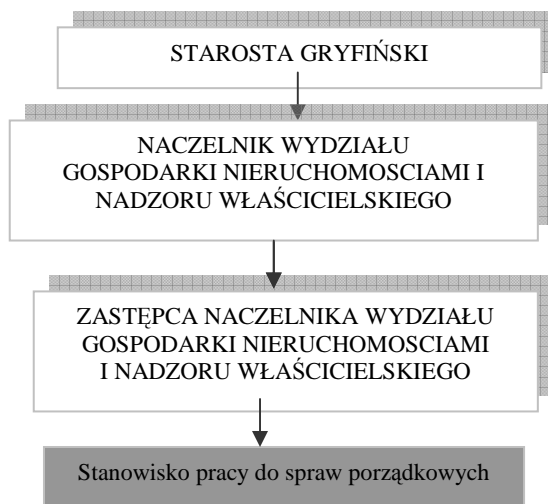 STAROSTA GRYFIŃSKI
NACZELNIK WYDZIAŁU
GOSPODARKI NIERUCHOMOSCIAMI I
NADZORU WŁAŚCICIELSKIEGO
ZASTĘPCA NACZELNIKA WYDZIAŁU
GOSPODARKI NIERUCHOMOSCIAMI
I NADZORU WŁAŚCICIELSKIEGO
Stanowisko pracy do spraw porządkowych